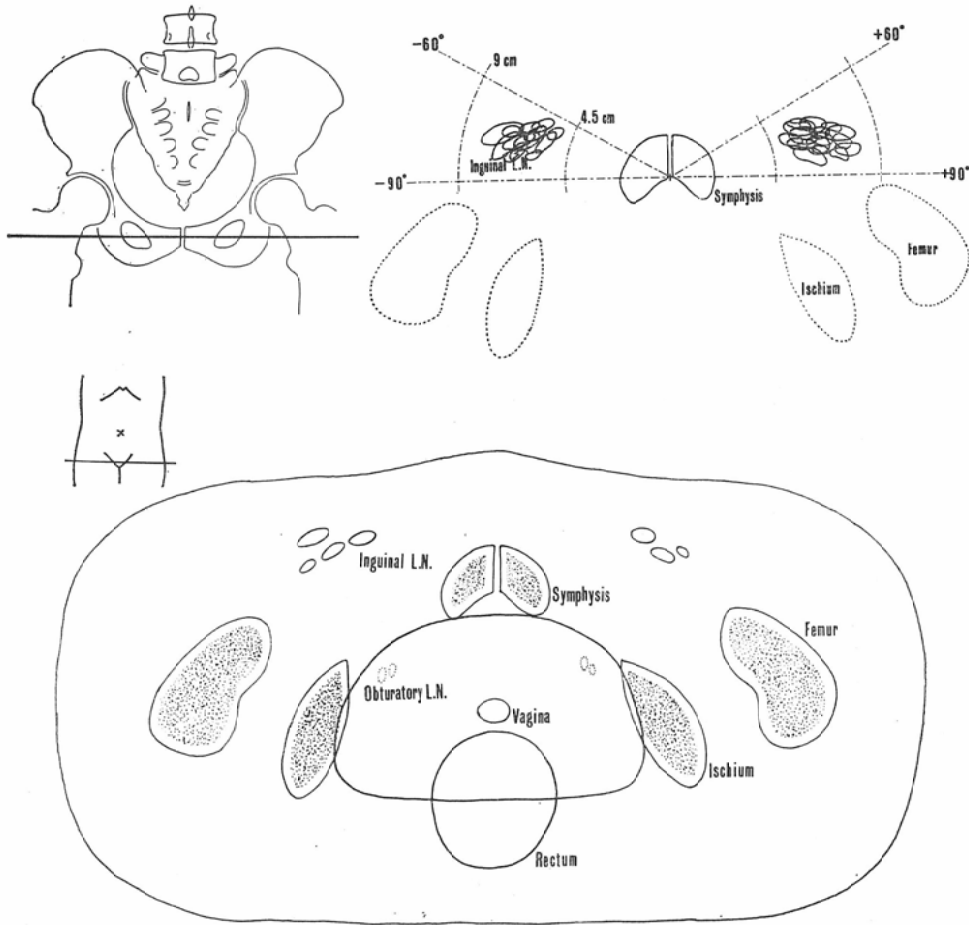 −60°
+60°
9 cm
4.5 cm
Inguinal L.N.
−90°
+90°
Symphysis
Femur
Ischium
Inguinal L.N.
Symphysis
Femur
Obturatory L.N.
Vagina
Ischium
Rectum